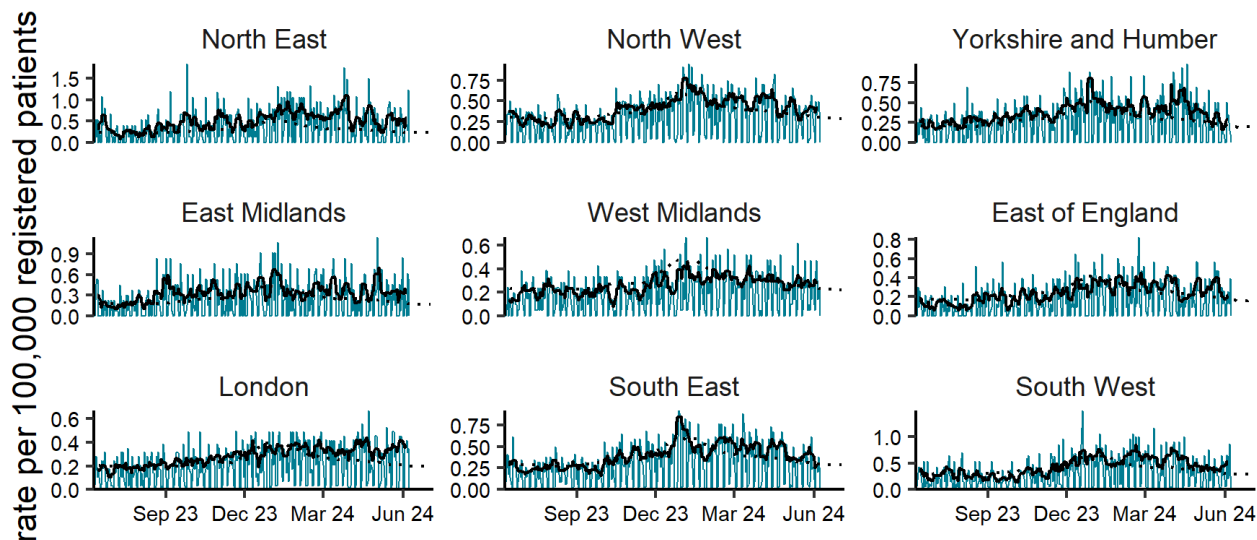 rate per 100,000 registered patients
North East
1.5
1.0
0.5
0.0
North West
0.75
0.50
0.25
0.00
Yorkshire and Humber
0.75
0.50
0.25
0.00
East Midlands
0.9
0.6
0.3
0.0
West Midlands
0.6
0.4
0.2
0.0
East of England
0.8
0.6
0.4
0.2
0.0
London
0.6
0.4
0.2
0.0
Sep 23 Dec 23 Mar 24 Jun 24
South East
0.75
0.50
0.25
0.00
Sep 23 Dec 23 Mar 24 Jun 24
South West
1.0
0.5
0.0
Sep 23 Dec 23 Mar 24 Jun 24